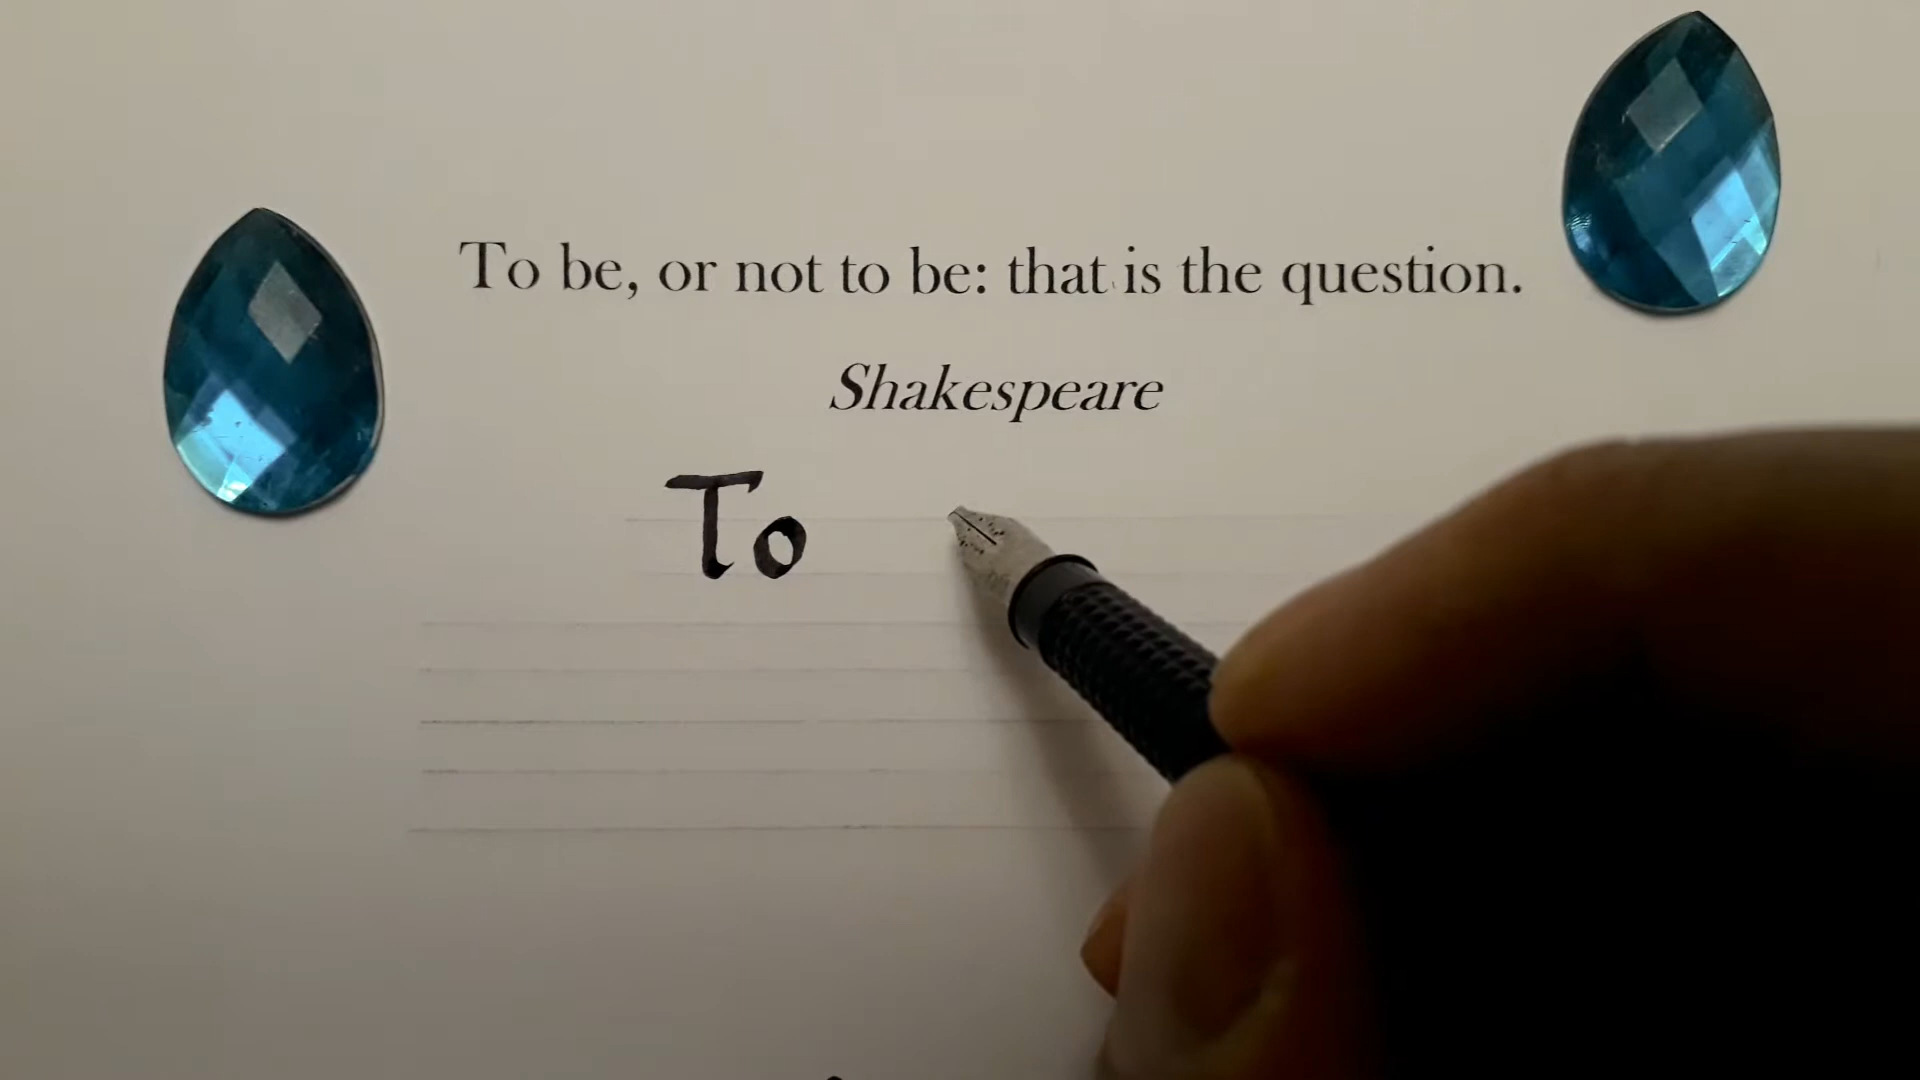 To be, or not to be: that is the question.
Shakespeare
To